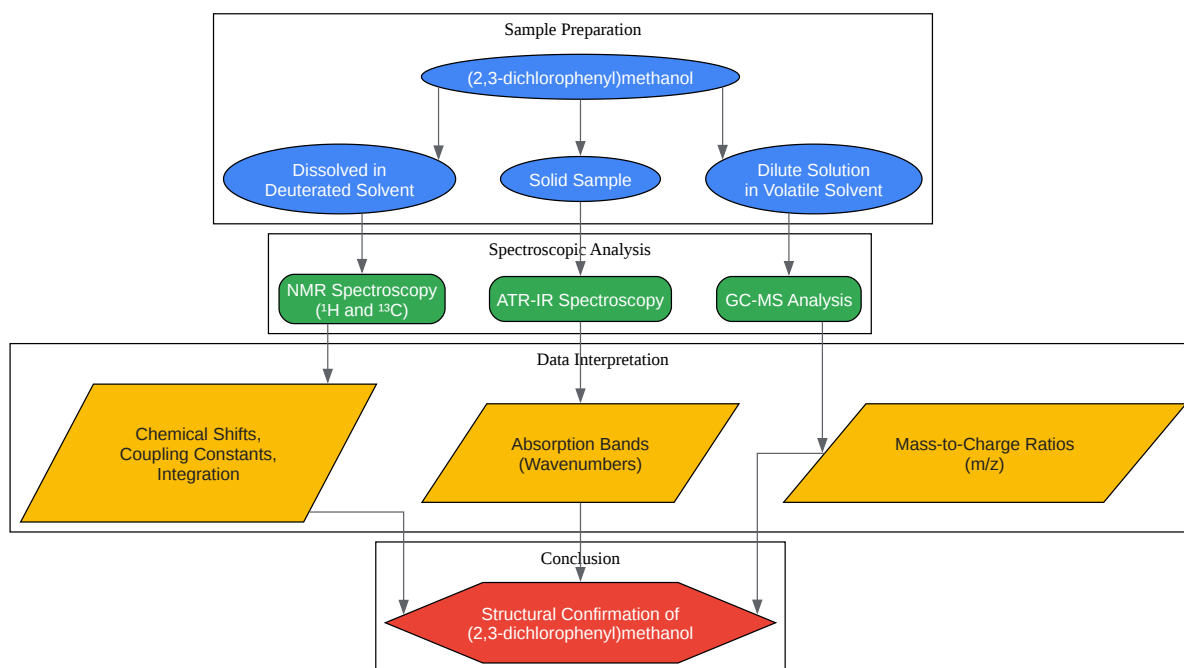 Sample Preparation
(2,3-dichlorophenyl)methanol
Dissolved in
Deuterated Solvent
Solid Sample
Dilute Solution
in Volatile Solvent
Spectroscopic Analysis
NMR Spectroscopy
(¹H and ¹³C)
ATR-IR Spectroscopy
GC-MS Analysis
Data Interpretation
Chemical Shifts,
Coupling Constants,
Integration
Absorption Bands
(Wavenumbers)
Mass-to-Charge Ratios
(m/z)
Conclusion
Structural Confirmation of
(2,3-dichlorophenyl)methanol